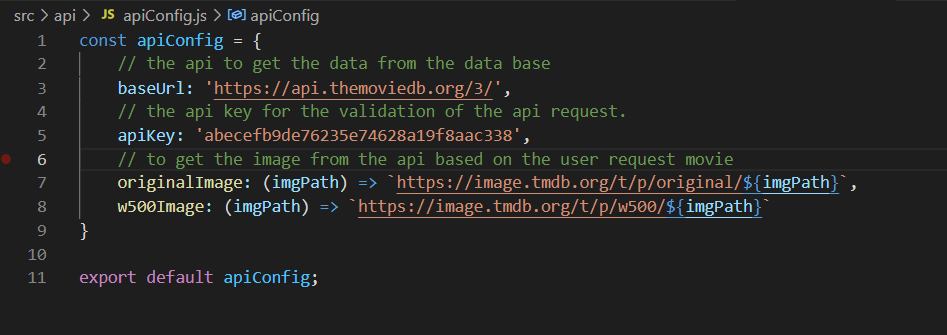 src > api > JS apiConfig.js > apiConfig
1 const apiConfig = {
2     // the api to get the data from the data base
3     baseUrl: 'https://api.themoviedb.org/3/',
4     // the api key for the validation of the api request.
5     apiKey: 'abecefb9de76235e74628a19f8aac338',
6     // to get the image from the api based on the user request movie
7     originalImage: (imgPath) => `https://image.tmdb.org/t/p/original/${imgPath}`,
8     w500Image: (imgPath) => `https://image.tmdb.org/t/p/w500/${imgPath}`
9 }
10
11 export default apiConfig;